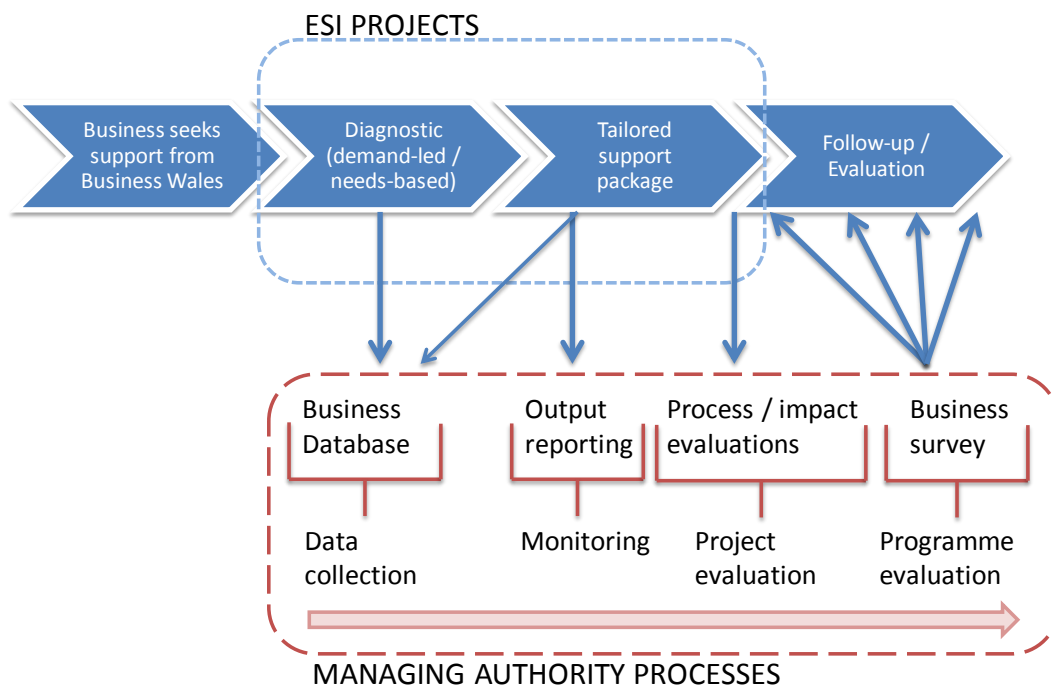 ESI PROJECTS
Business seeks
support from
Business Wales
Diagnostic
(demand-led /
needs-based)
Tailored
support
package
Follow-up /
Evaluation
Business
Database
Output
reporting
Process / impact
evaluations
Business
survey
Data
collection
Monitoring
Project
evaluation
Programme
evaluation
MANAGING AUTHORITY PROCESSES